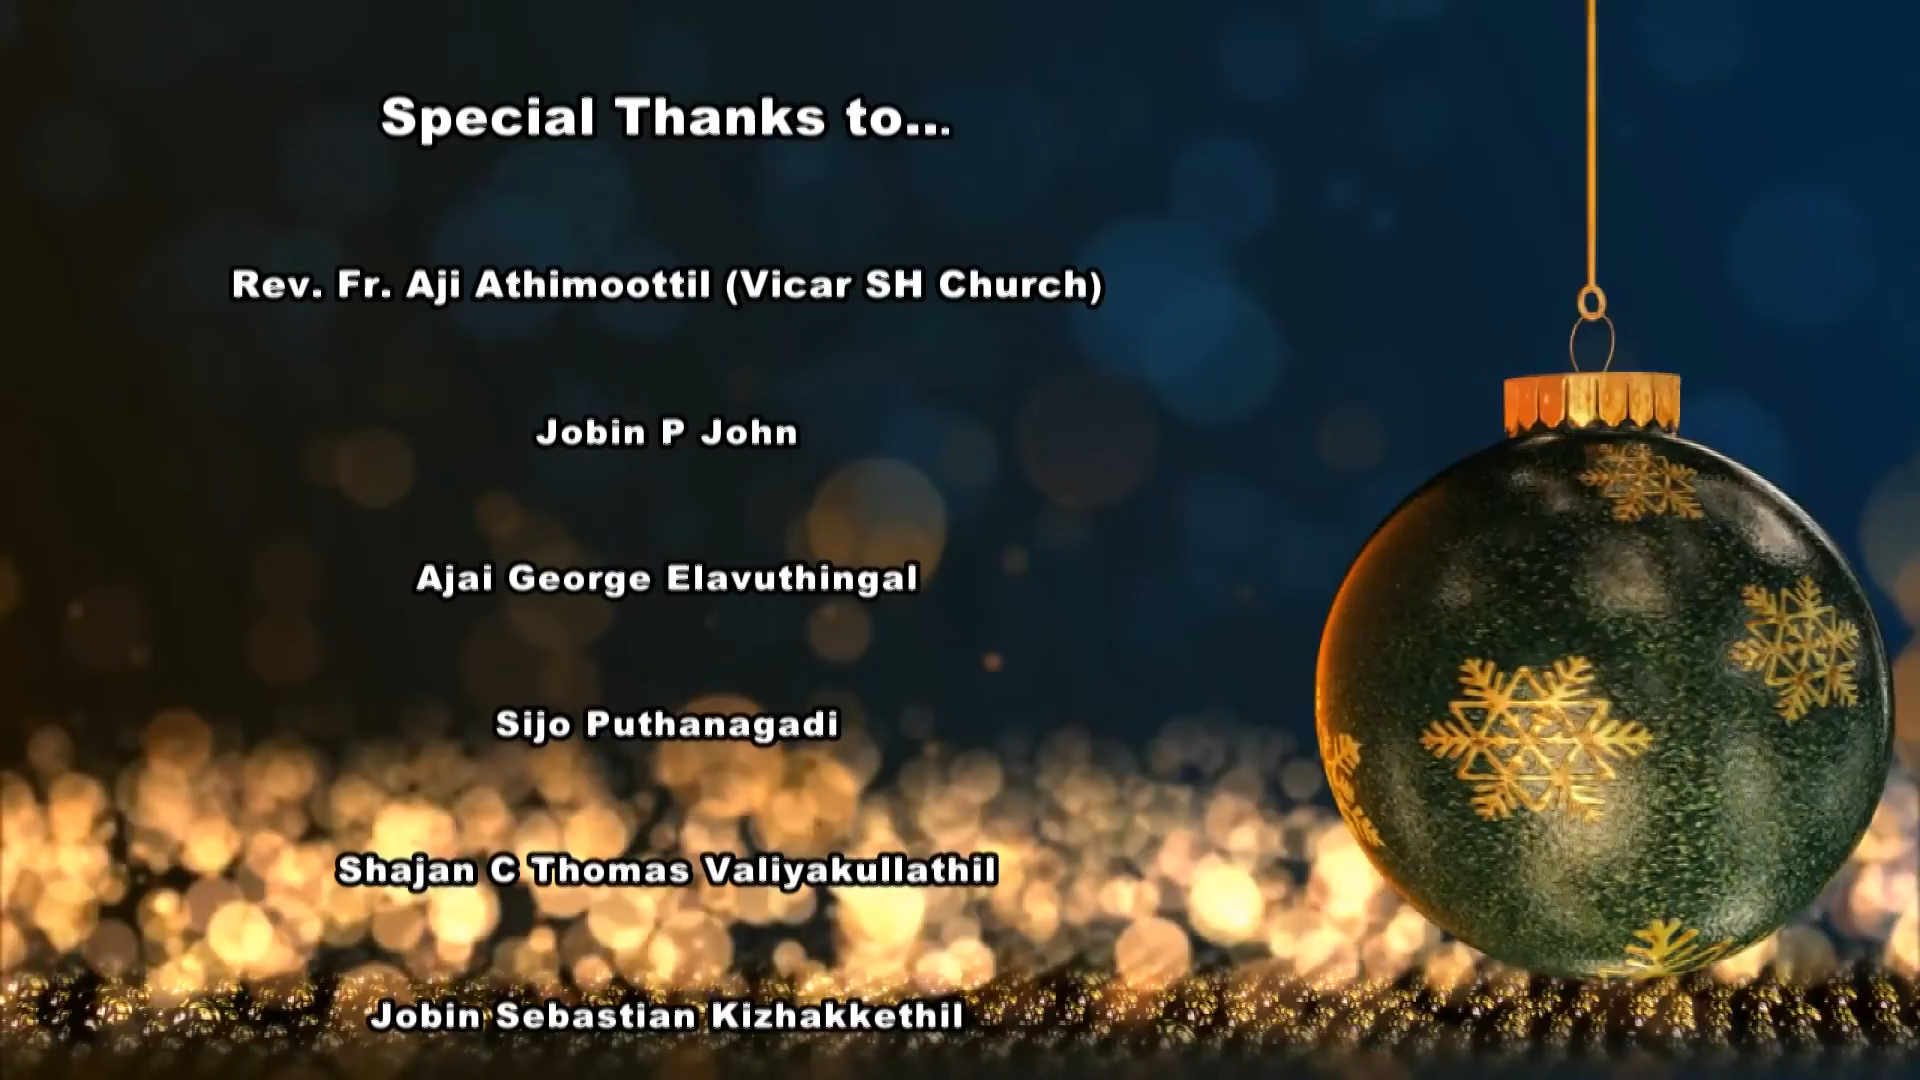 Special Thanks to...
Rev. Fr. Aji Athimoottil (Vicar SH Church)
Jobin P John
Ajai George Elavuthingal
Sijo Puthanagadi
Shajan C Thomas Valiyakullathil
Jobin Sebastian Kizhakkethil